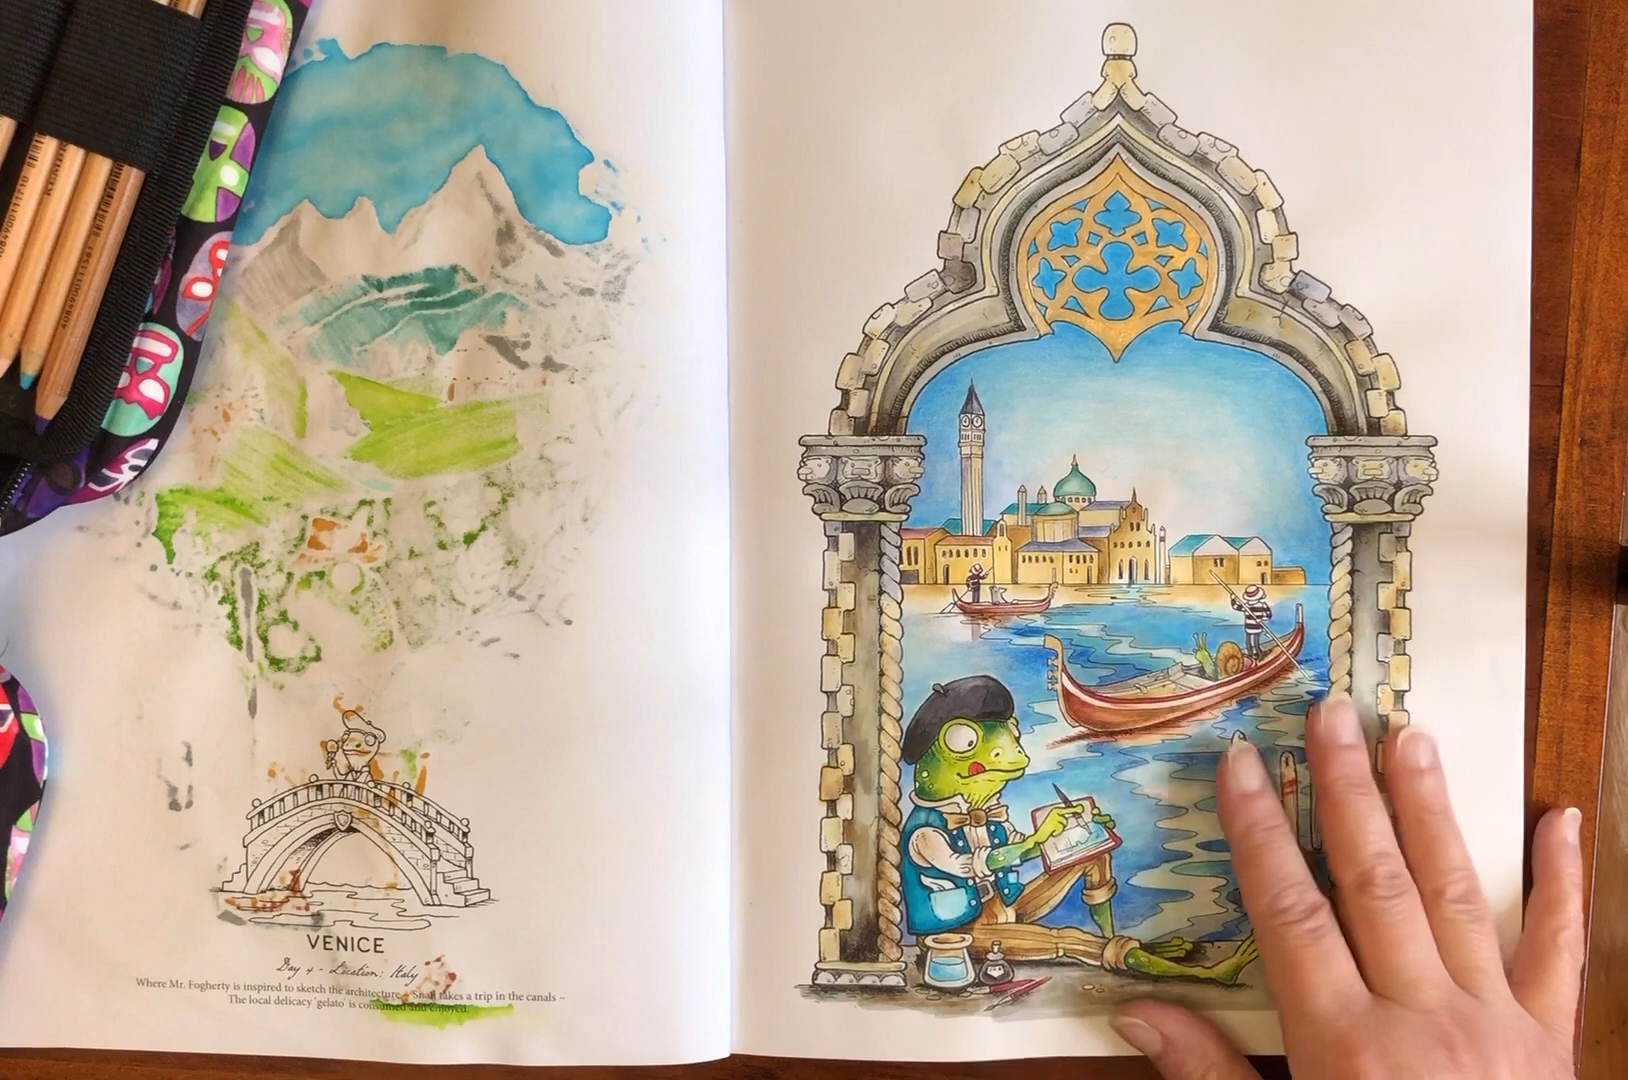 VENICE
Day 4 - Location: Italy
Where Mr. Fogherty is inspired to sketch the architecture ~ Snail takes a trip in the canals ~
The local delicacy 'gelato' is consumed and enjoyed.